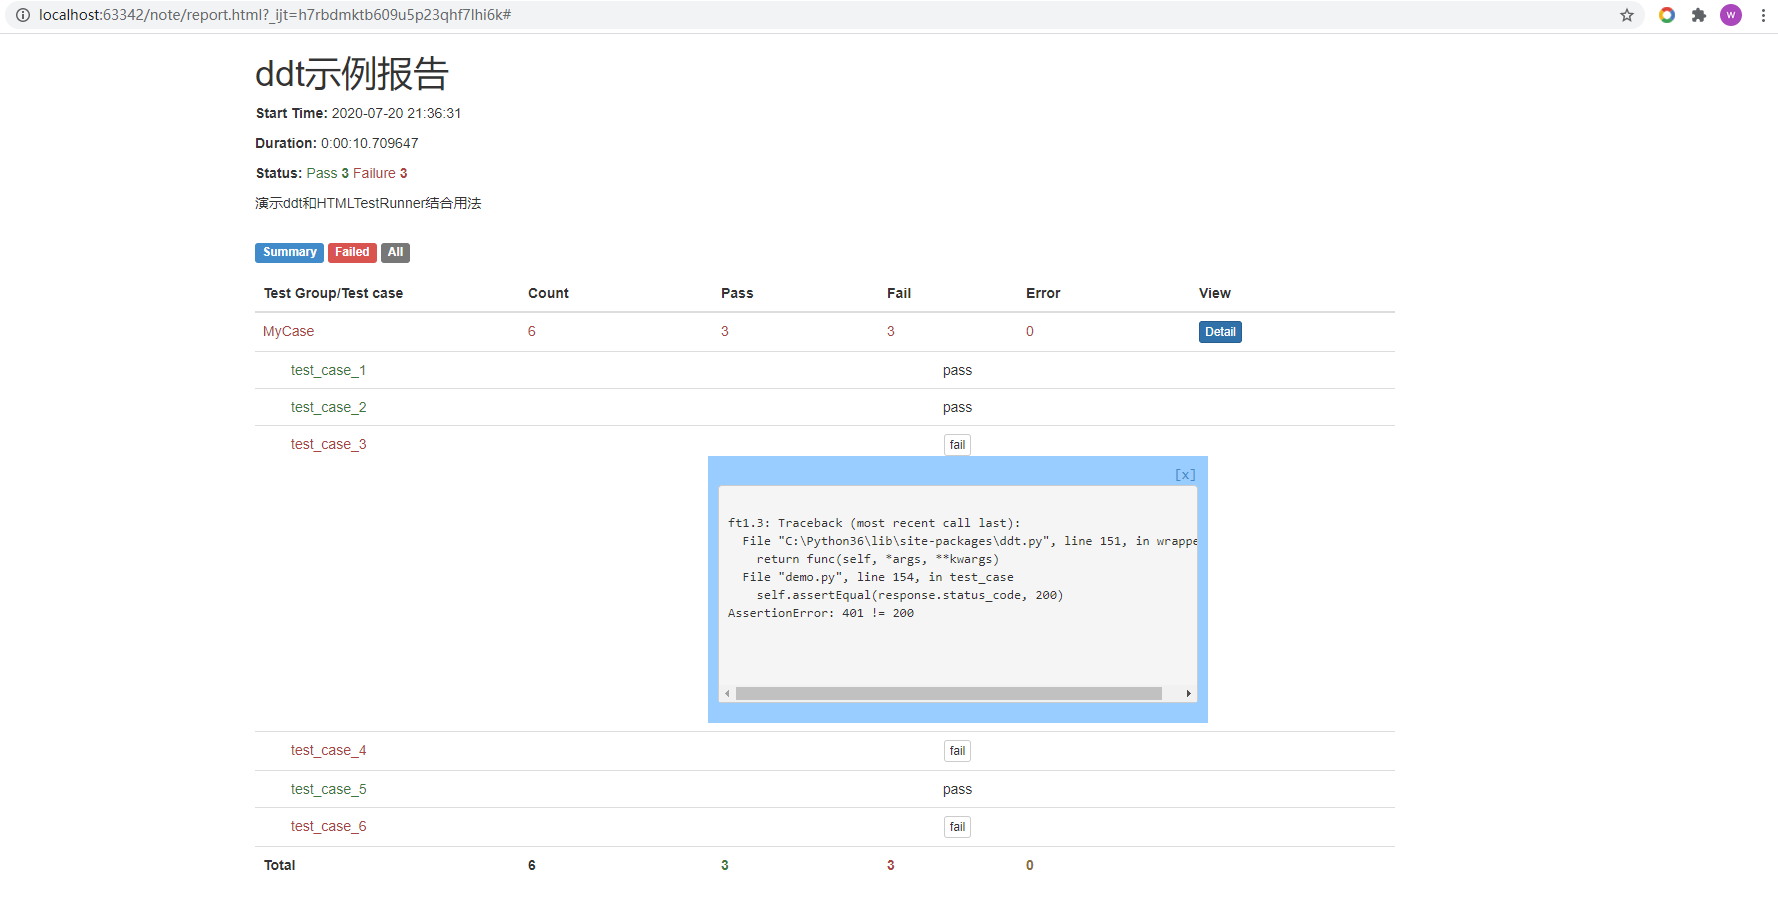 localhost:63342/note/report.html?_ijt=h7rbdmktb609u5p23qhf7lhi6k#
W
ddt示例报告
Start Time: 2020-07-20 21:36:31
Duration: 0:00:10.709647
Status: Pass 3 Failure 3
演示ddt和HTMLTestRunner结合用法
Summary Failed All
Test Group/Test case Count Pass Fail Error View
MyCase 6 3 3 0 Detail
test_case_1 pass
test_case_2 pass
test_case_3 fail
[x]
ft1.3: Traceback (most recent call last):
File "C:\Python36\lib\site-packages\ddt.py", line 151, in wrappe
return func(self, *args, **kwargs)
File "demo.py", line 154, in test_case
self.assertEqual(response.status_code, 200)
AssertionError: 401 != 200
test_case_4 fail
test_case_5 pass
test_case_6 fail
Total 6 3 3 0